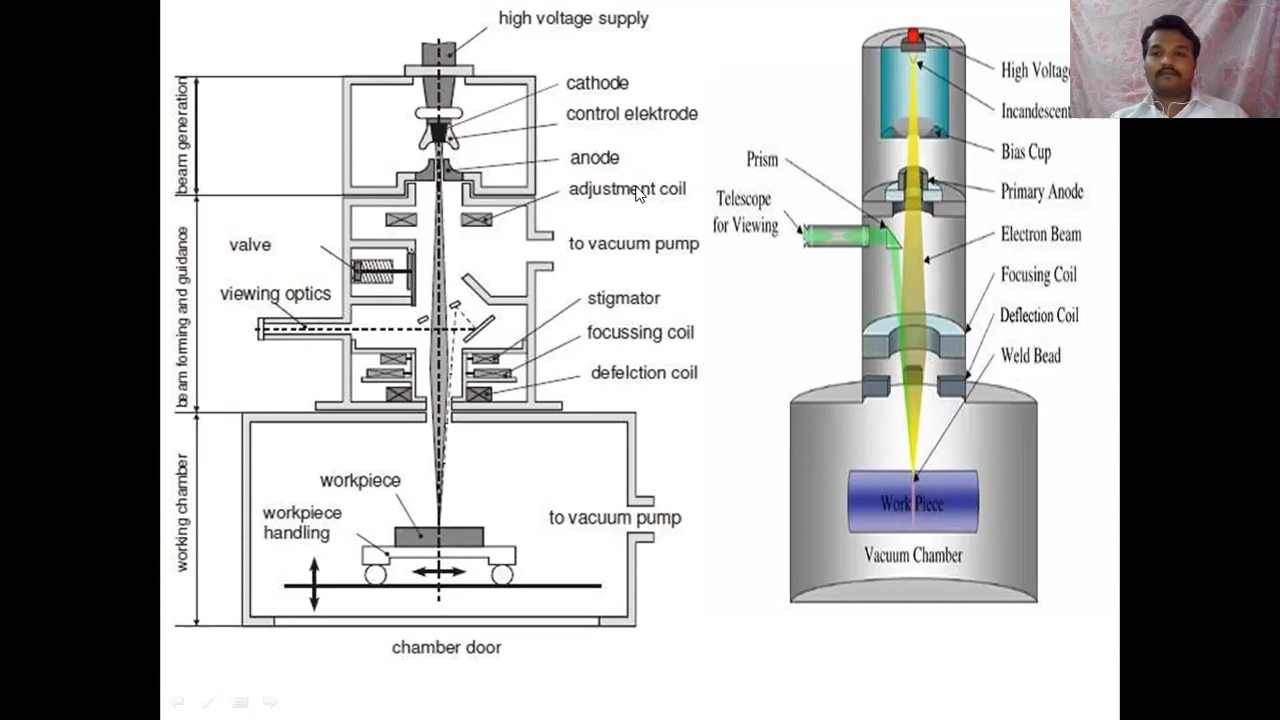 high voltage supply
cathode
control elektrode
anode
adjustment coil
to vacuum pump
stigmator
focussing coil
defelction coil
beam generation
beam forming and guidance
working chamber
valve
viewing optics
workpiece
workpiece
handling
to vacuum pump
chamber door
High Voltage
Incandescent
Bias Cup
Prism
Primary Anode
Telescope
for Viewing
Electron Beam
Focusing Coil
Deflection Coil
Weld Bead
Work Piece
Vacuum Chamber